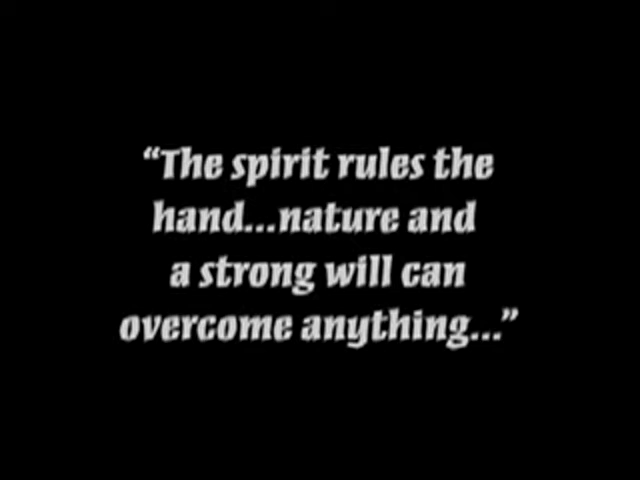 “The spirit rules the
hand...nature and
a strong will can
overcome anything...”